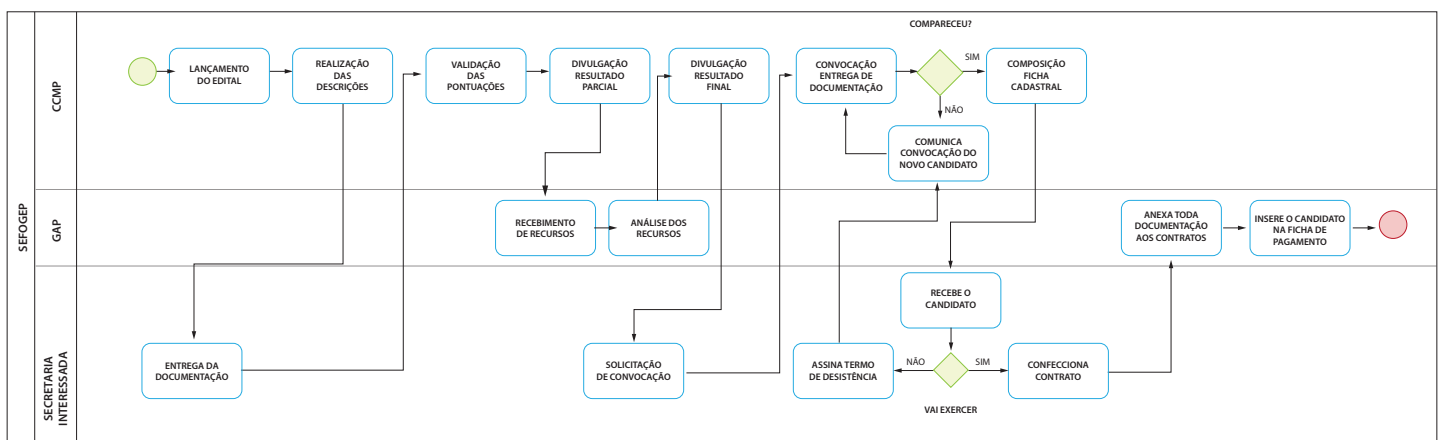 SEFOGEP
CCMP
LANÇAMENTO
DO EDITAL
REALIZAÇÃO
DAS
DESCRIÇÕES
VALIDAÇÃO
DAS
PONTUAÇÕES
DIVULGAÇÃO
RESULTADO
PARCIAL
DIVULGAÇÃO
RESULTADO
FINAL
CONVOCAÇÃO
ENTREGA DE
DOCUMENTAÇÃO
COMPARECEU?
SIM
NÃO
COMPOSIÇÃO
FICHA
CADASTRAL
COMUNICA
CONVOCAÇÃO DO
NOVO CANDIDATO
GAP
RECEBIMENTO
DE RECURSOS
ANÁLISE DOS
RECURSOS
ANEXA TODA
DOCUMENTAÇÃO
AOS CONTRATOS
INSERE O CANDIDATO
NA FICHA DE
PAGAMENTO
SECRETARIA
INTERESSADA
ENTREGA DA
DOCUMENTAÇÃO
SOLICITAÇÃO
DE CONVOCAÇÃO
RECEBE O
CANDIDATO
ASSINA TERMO
DE DESISTÊNCIA
NÃO
SIM
VAI EXERCER
CONFECCIONA
CONTRATO